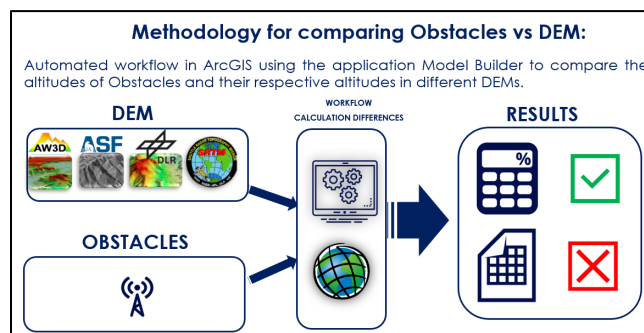 Methodology for comparing Obstacles vs DEM:
Automated workflow in ArcGIS using the application Model Builder to compare the
altitudes of Obstacles and their respective altitudes in different DEMs.
DEM
WORKFLOW
CALCULATION DIFFERENCES
RESULTS
AW3D
ASF
DLR
SRTM
%
OBSTACLES